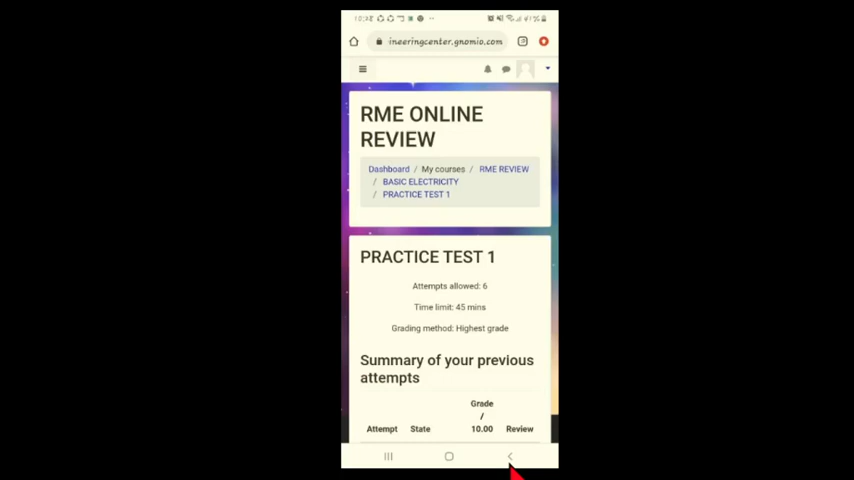 ineeringcenter.gnomio.com
RME ONLINE
REVIEW
Dashboard / My courses / RME REVIEW
/ BASIC ELECTRICITY
/ PRACTICE TEST 1
PRACTICE TEST 1
Attempts allowed: 6
Time limit: 45 mins
Grading method: Highest grade
Summary of your previous
attempts
Grade
/
Attempt State 10.00 Review